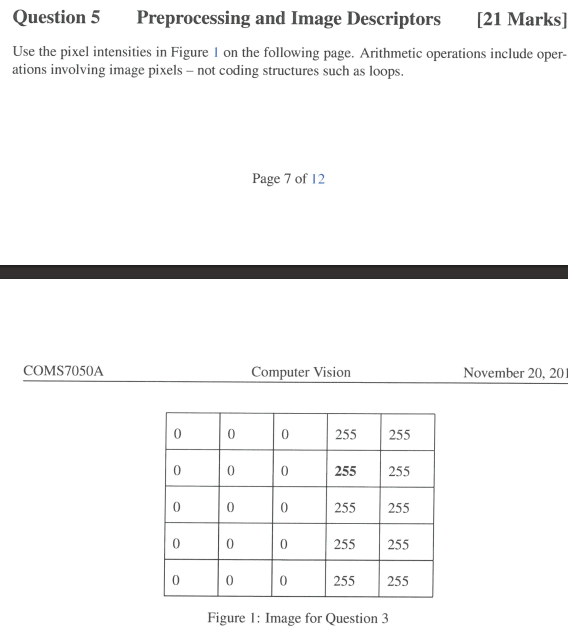 Question 5 Preprocessing and Image Descriptors [21 Marks]
Use the pixel intensities in Figure 1 on the following page. Arithmetic operations include oper-
ations involving image pixels – not coding structures such as loops.
Page 7 of 12
COMS7050A Computer Vision November 20, 201
0 0 0 255 255
0 0 0 255 255
0 0 0 255 255
0 0 0 255 255
0 0 0 255 255
Figure 1: Image for Question 3